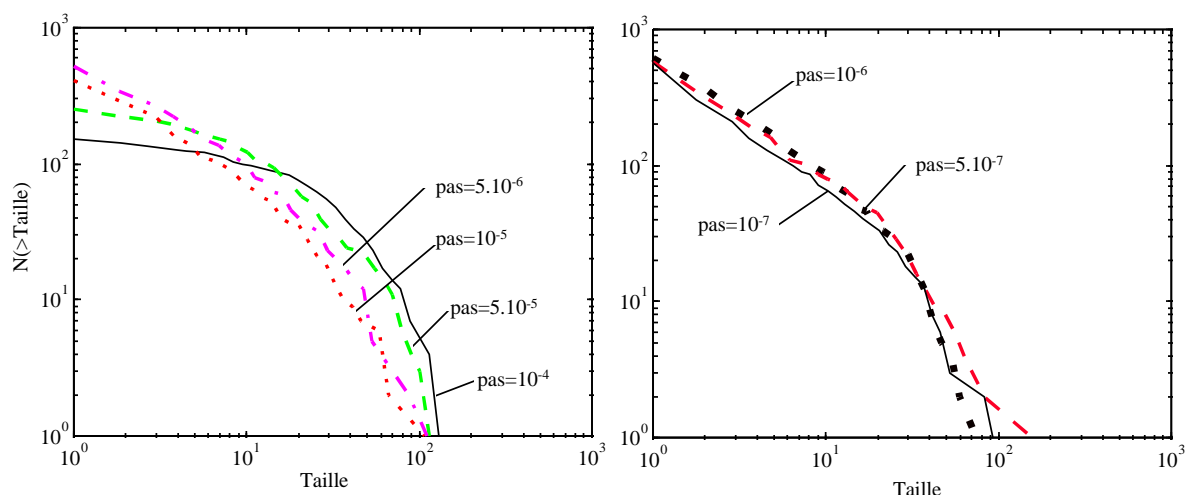 10³
10²
10¹
10⁰
N(>Taille)
pas=5.10⁻⁶
pas=10⁻⁵
pas=5.10⁻⁵
pas=10⁻⁴
10⁰
10¹
10²
10³
Taille
10³
10²
10¹
10⁰
pas=10⁻⁶
pas=5.10⁻⁷
pas=10⁻⁷
10⁰
10¹
10²
10³
Taille